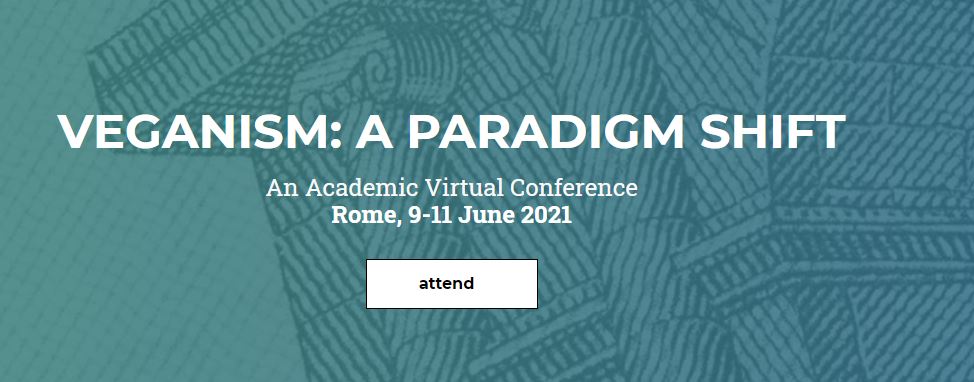 VEGANISM: A PARADIGM SHIFT
An Academic Virtual Conference
Rome, 9-11 June 2021
attend